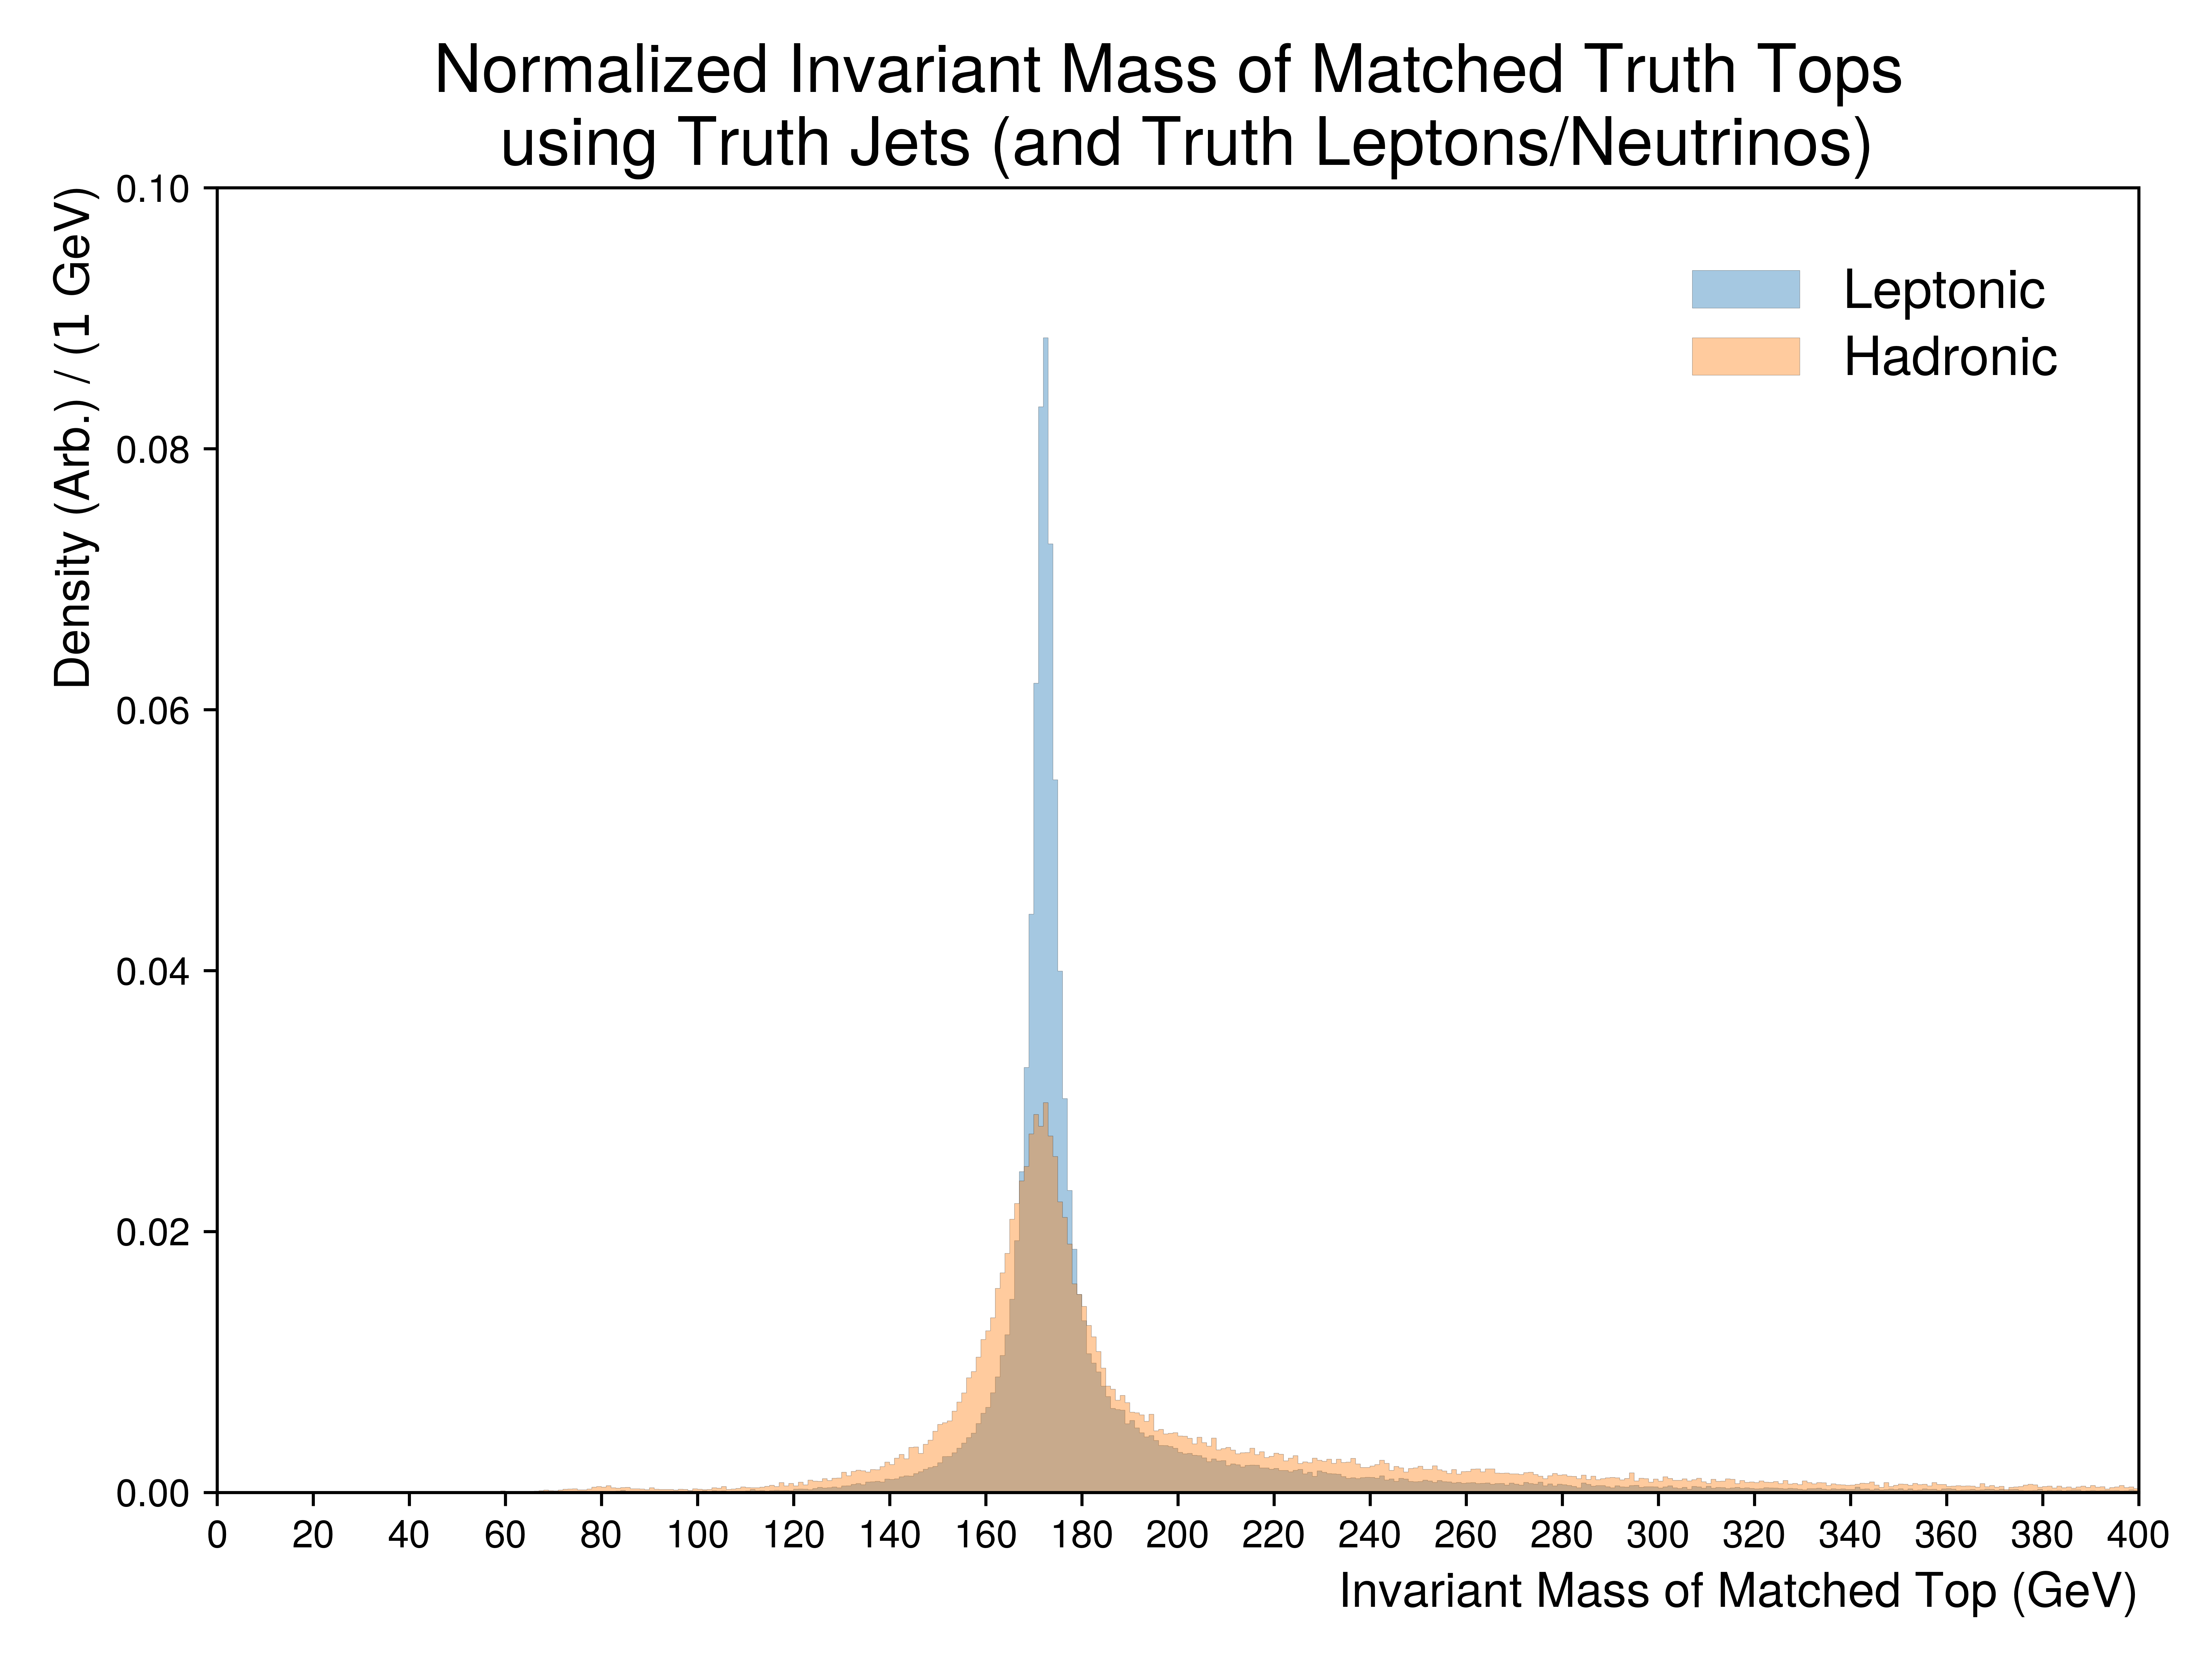 Normalized Invariant Mass of Matched Truth Tops
using Truth Jets (and Truth Leptons/Neutrinos)
Density (Arb.) / (1 GeV)
0.10
0.08
0.06
0.04
0.02
0.00
Leptonic
Hadronic
0 20 40 60 80 100 120 140 160 180 200 220 240 260 280 300 320 340 360 380 400
Invariant Mass of Matched Top (GeV)